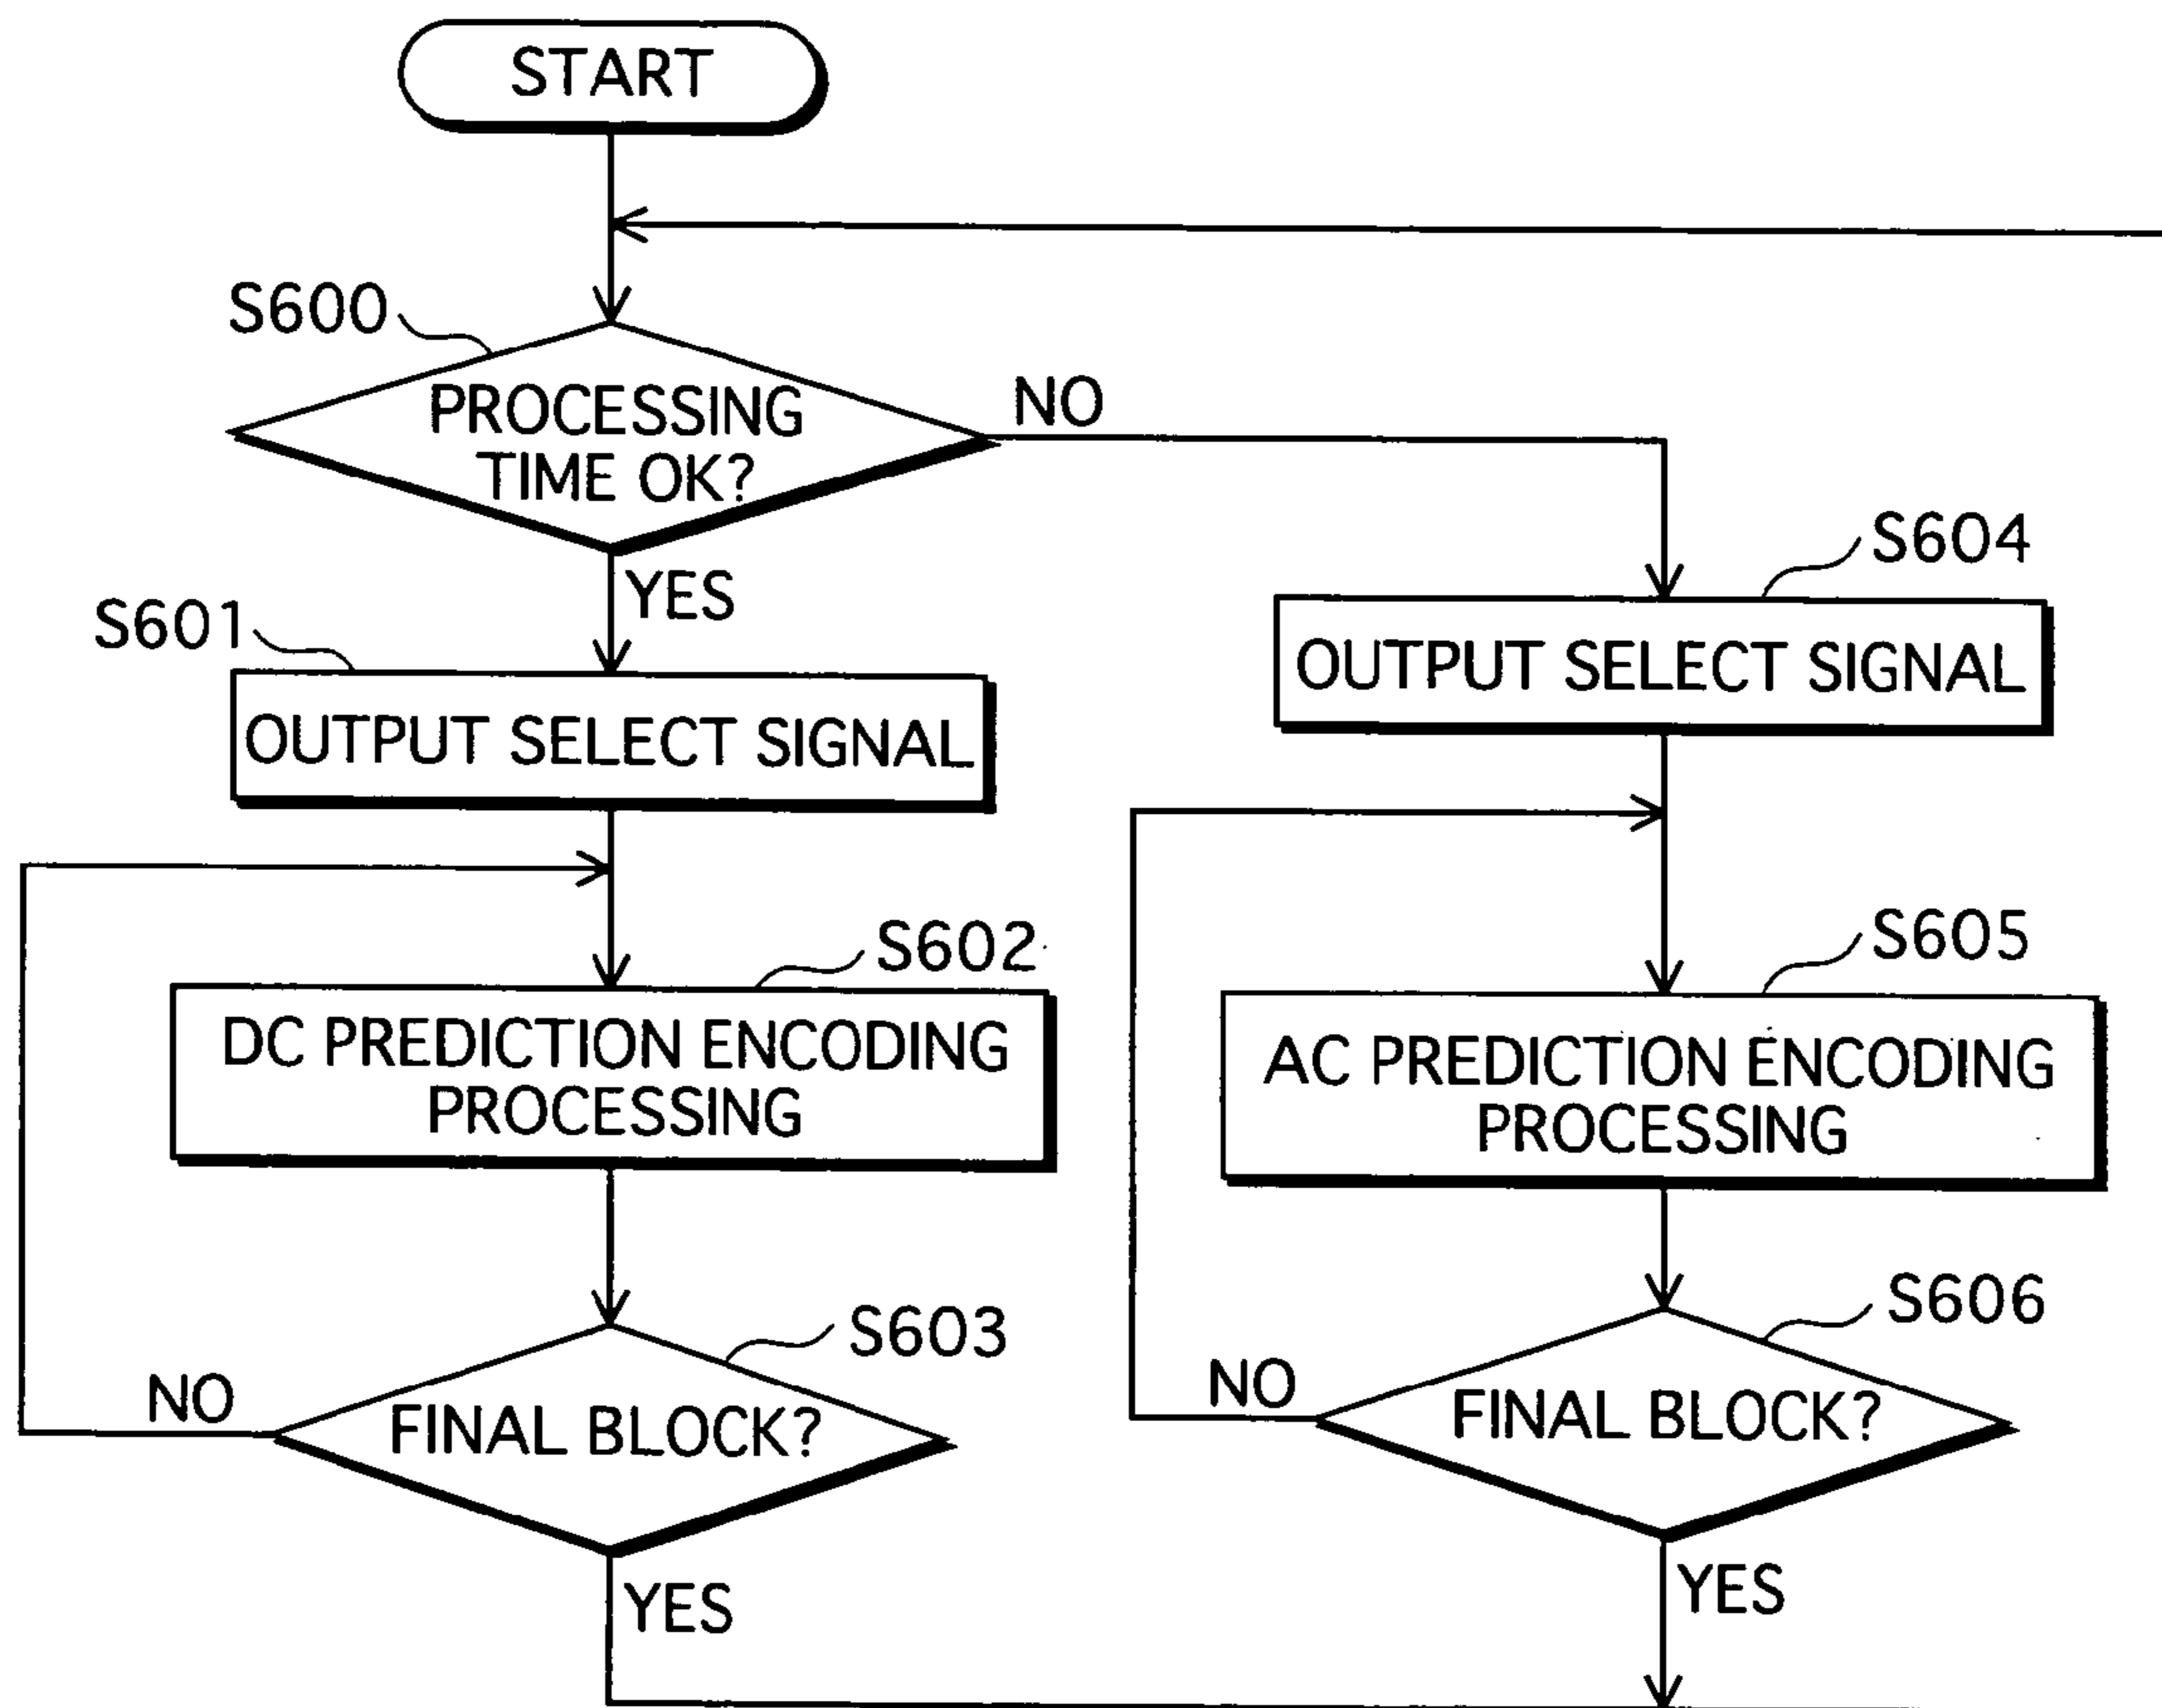 START
S600
PROCESSING
TIME OK?
NO
YES
S601
OUTPUT SELECT SIGNAL
S604
OUTPUT SELECT SIGNAL
S602
DC PREDICTION ENCODING
PROCESSING
S605
AC PREDICTION ENCODING
PROCESSING
S603
FINAL BLOCK?
NO
YES
S606
FINAL BLOCK?
NO
YES